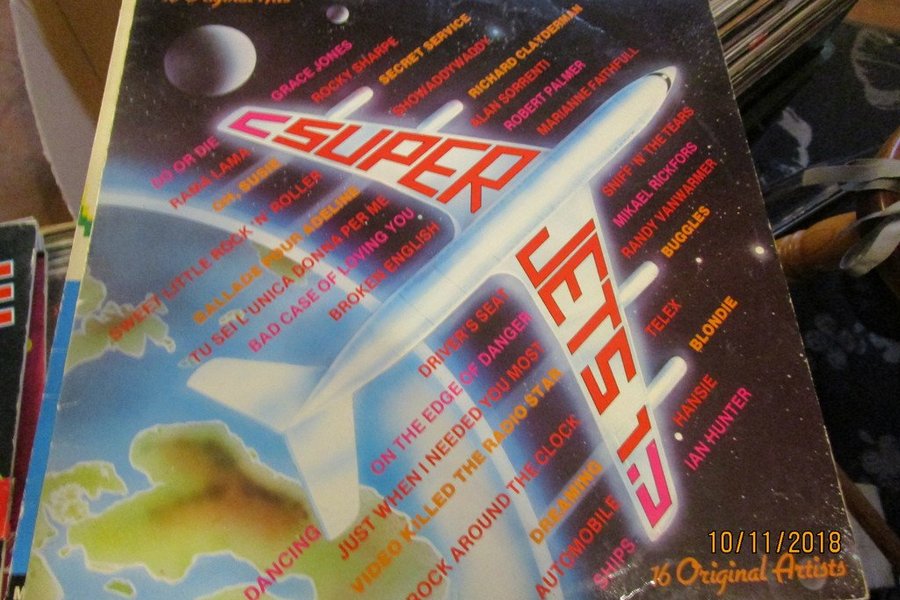 16 Original Hits
GRACE JONES
ROCKY SHARPE
SECRET SERVICE
SHOWADDYWADDY
RICHARD CLAYDERMAN
ALAN SORRENTI
ROBERT PALMER
MARIANNE FAITHFULL
SUPER
DO OR DIE
RAMA LAMA
OH, SUSIE
SWEET LITTLE ROCK 'N' ROLLER
BALLADE POUR ADELINE
TU SEI L'UNICA DONNA PER ME
BAD CASE OF LOVING YOU
BROKEN ENGLISH
JETS 1
SNIFF 'N' THE TEARS
MIKAEL RICKFORS
RANDY VANWARMER
BUGGLES
TELEX
BLONDIE
HANSIE
IAN HUNTER
DRIVER'S SEAT
ON THE EDGE OF DANGER
JUST WHEN I NEEDED YOU MOST
VIDEO KILLED THE RADIO STAR
ROCK AROUND THE CLOCK
DREAMING
AUTOMOBILE
SHIPS
DANCING
16 Original Artists
10/11/2018